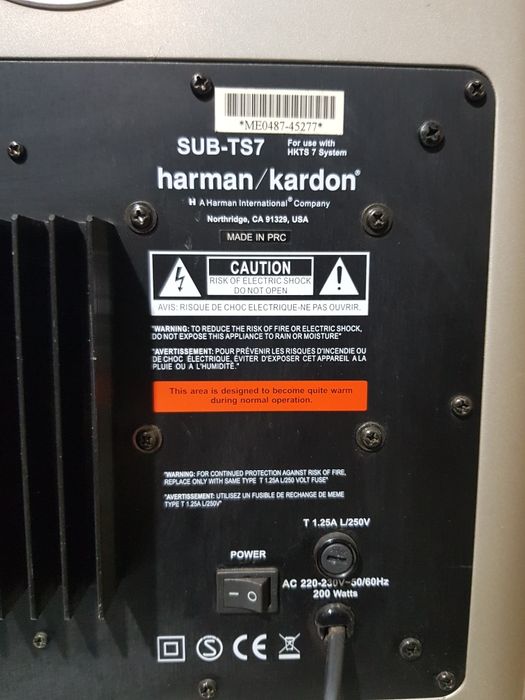 *ME0487-45277*
SUB-TS7
For use with
HKTS 7 System
harman/kardon®
H A Harman International® Company
Northridge, CA 91329, USA
MADE IN PRC
CAUTION
RISK OF ELECTRIC SHOCK
DO NOT OPEN
AVIS: RISQUE DE CHOC ELECTRIQUE-NE PAS OUVRIR.
"WARNING: TO REDUCE THE RISK OF FIRE OR ELECTRIC SHOCK,
DO NOT EXPOSE THIS APPLIANCE TO RAIN OR MOISTURE"
"AVERTISSEMENT: POUR PRÉVENIR LES RISQUES D'INCENDIE OU
DE CHOC ÉLECTRIQUE, ÉVITER D'EXPOSER CET APPAREIL A LA
PLUIE OU A L'HUMIDITÉ."
This area is designed to become quite warm
during normal operation.
"WARNING: FOR CONTINUED PROTECTION AGAINST RISK OF FIRE,
REPLACE ONLY WITH SAME TYPE T 1.25A L/250 VOLT FUSE"
"AVERTISSEMENT: UTILISEZ UN FUSIBLE DE RECHANGE DE MEME
TYPE T 1.25A L/250V"
T 1.25A L/250V
POWER
AC 220-230V~50/60Hz
200 Watts
S CE